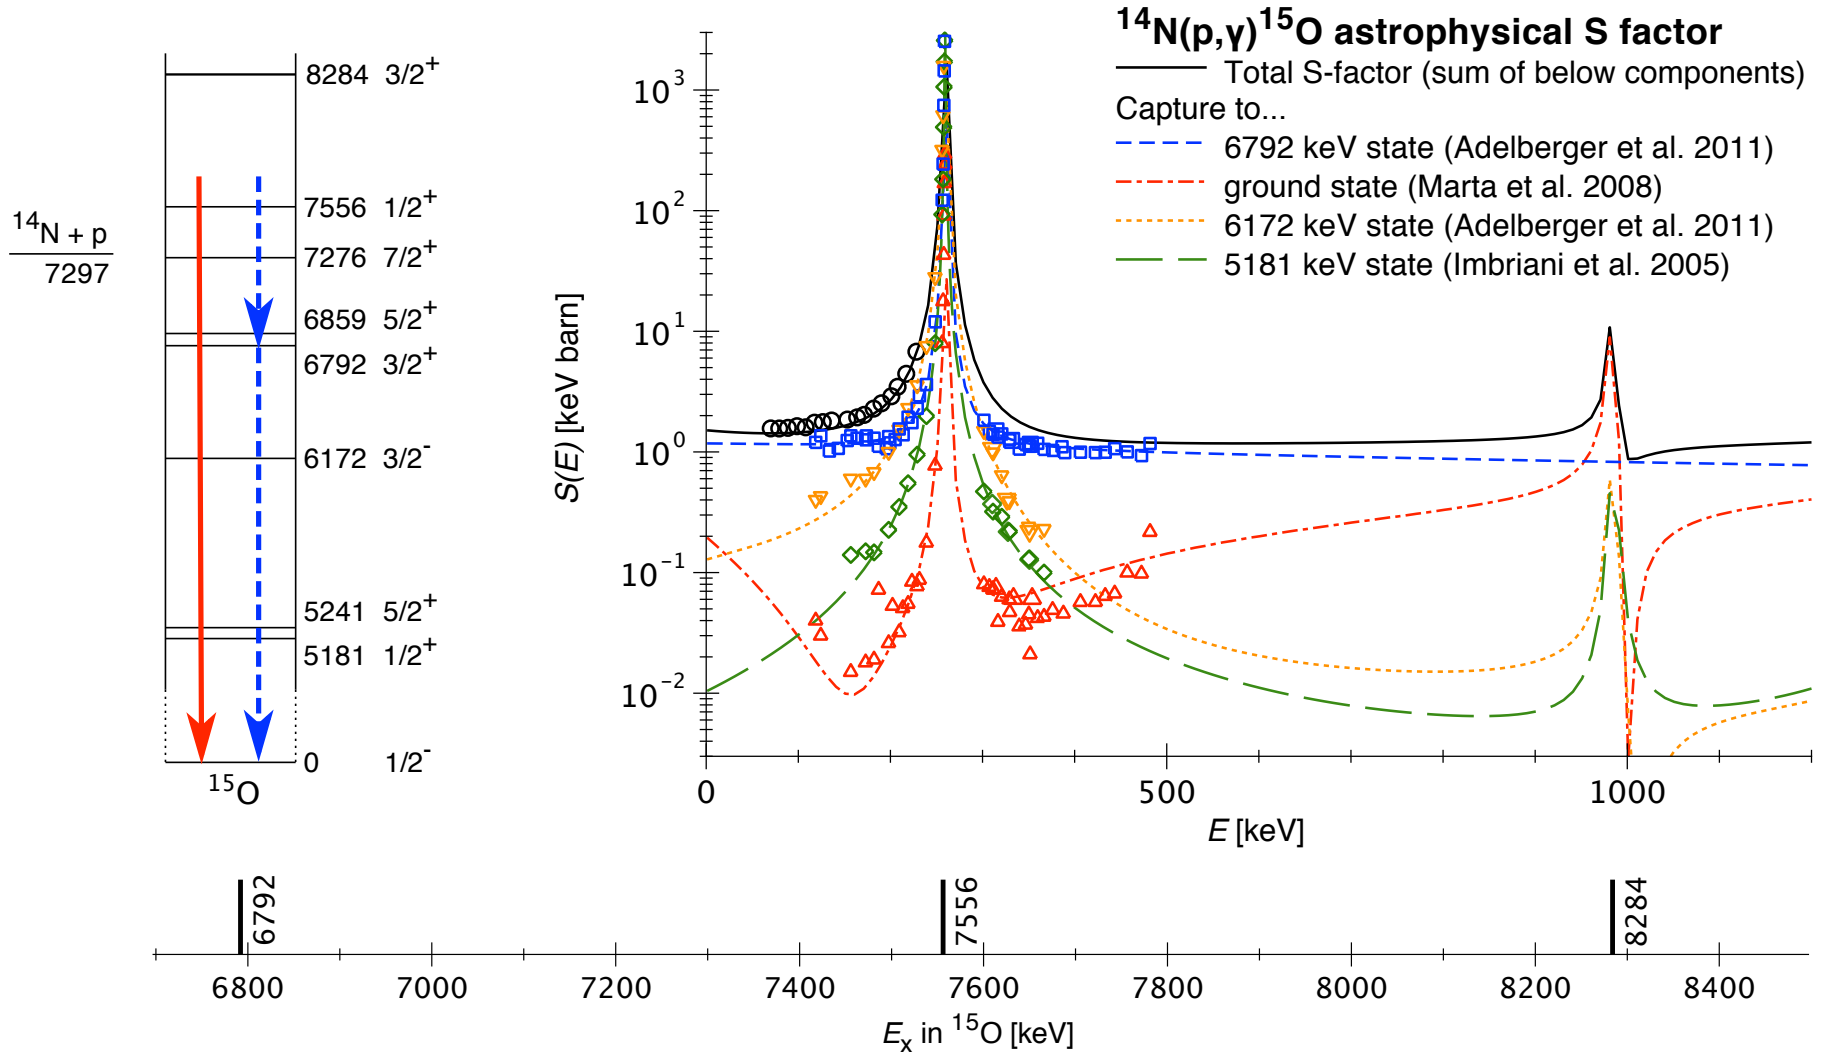 ¹⁴N(p,γ)¹⁵O astrophysical S factor
Total S-factor (sum of below components)
Capture to...
6792 keV state (Adelberger et al. 2011)
ground state (Marta et al. 2008)
6172 keV state (Adelberger et al. 2011)
5181 keV state (Imbriani et al. 2005)
¹⁴N + p
7297
8284 3/2⁺
7556 1/2⁺
7276 7/2⁺
6859 5/2⁺
6792 3/2⁺
6172 3/2⁻
5241 5/2⁺
5181 1/2⁺
0 1/2⁻
¹⁵O
S(E) [keV barn]
10³
10²
10¹
10⁰
10⁻¹
10⁻²
0 500 1000
E [keV]
6792
7556
8284
6800 7000 7200 7400 7600 7800 8000 8200 8400
Eₓ in ¹⁵O [keV]